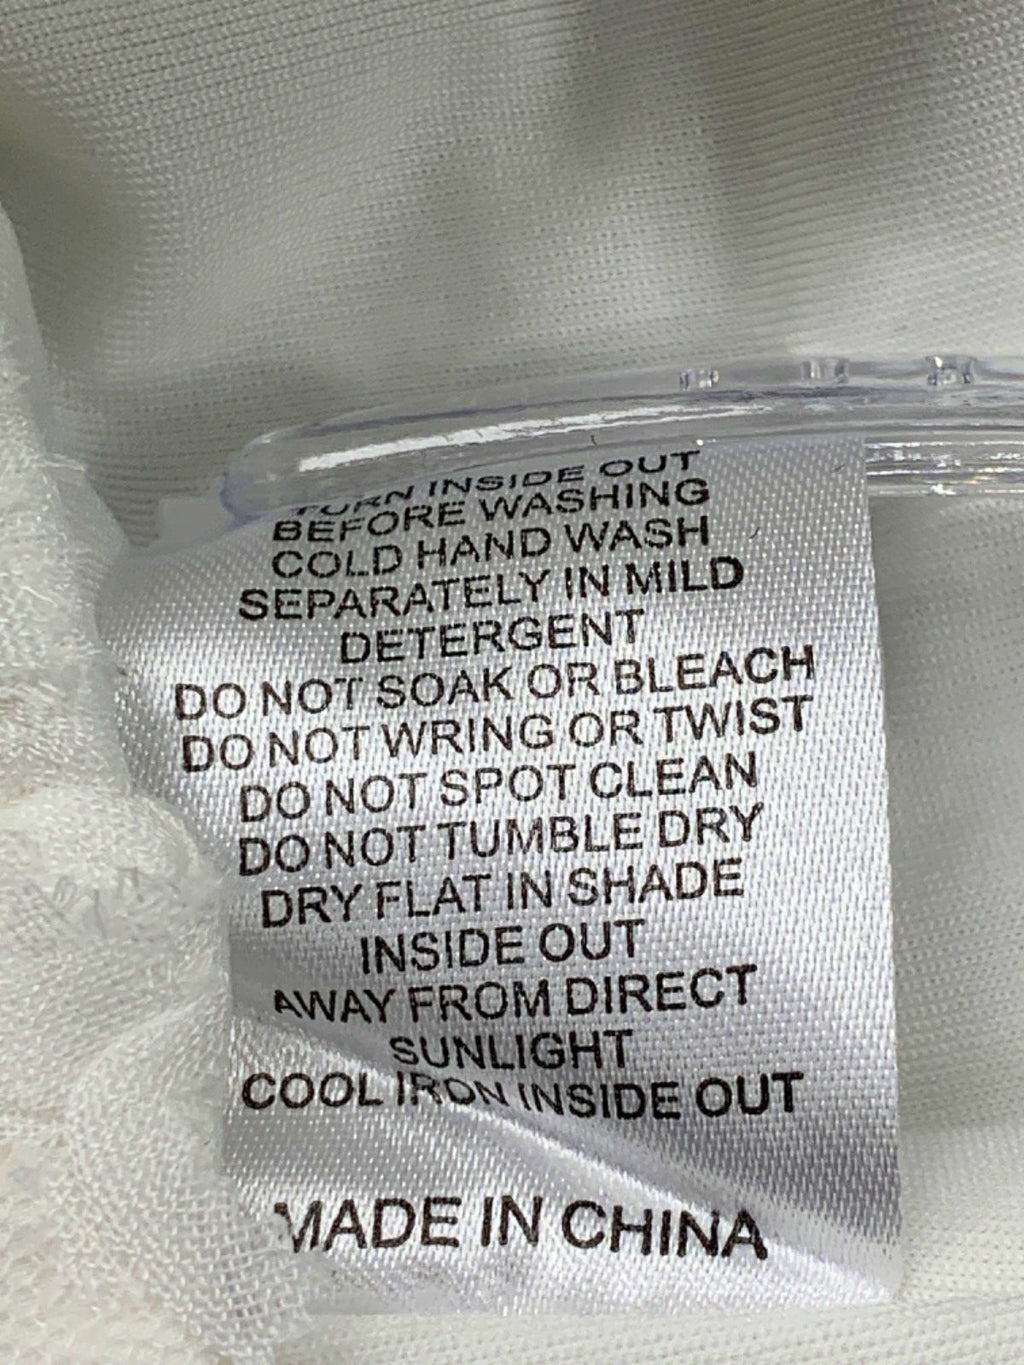 TURN INSIDE OUT
BEFORE WASHING
COLD HAND WASH
SEPARATELY IN MILD
DETERGENT
DO NOT SOAK OR BLEACH
DO NOT WRING OR TWIST
DO NOT SPOT CLEAN
DO NOT TUMBLE DRY
DRY FLAT IN SHADE
INSIDE OUT
AWAY FROM DIRECT
SUNLIGHT
COOL IRON INSIDE OUT
MADE IN CHINA